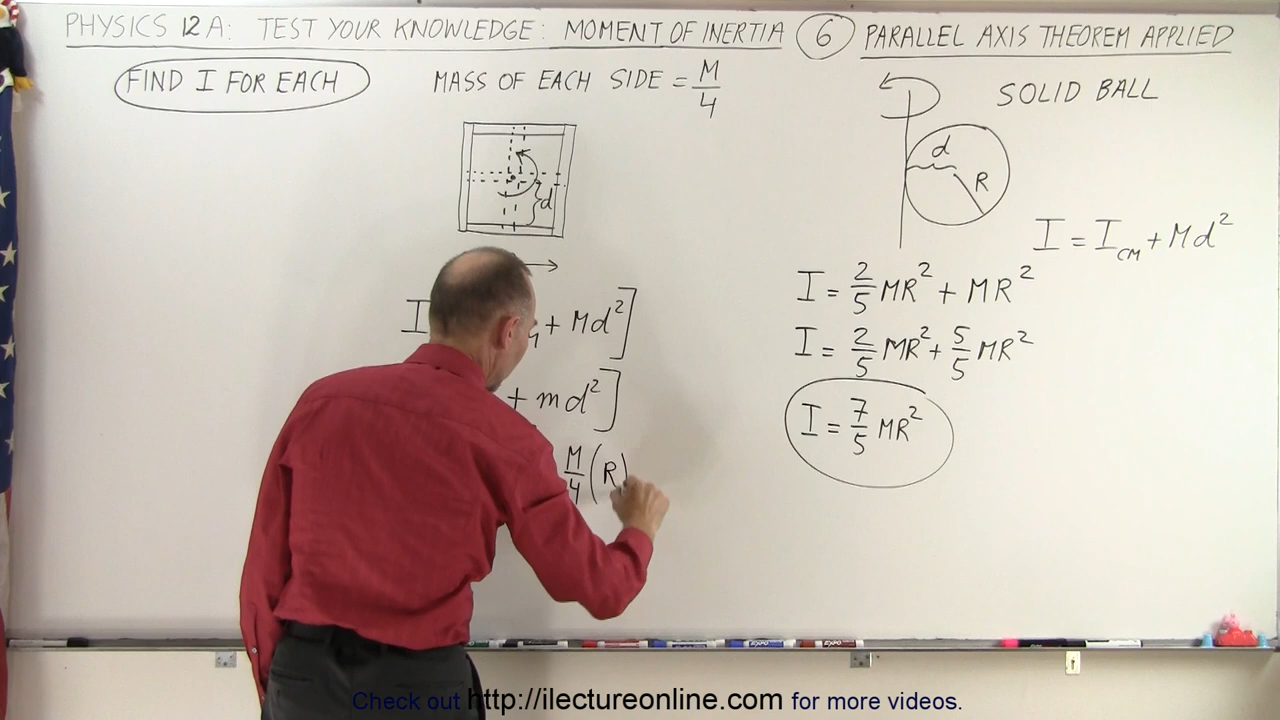 PHYSICS 12A: TEST YOUR KNOWLEDGE: MOMENT OF INERTIA 6 PARALLEL AXIS THEOREM APPLIED
FIND I FOR EACH
MASS OF EACH SIDE = M/4
d
I
+ Md²]
+ md²]
M/4 (R)
SOLID BALL
d
R
I = I_CM + Md²
I = 2/5 MR² + MR²
I = 2/5 MR² + 5/5 MR²
I = 7/5 MR²
EXPO
EXPO
Check out http://ilectureonline.com for more videos.